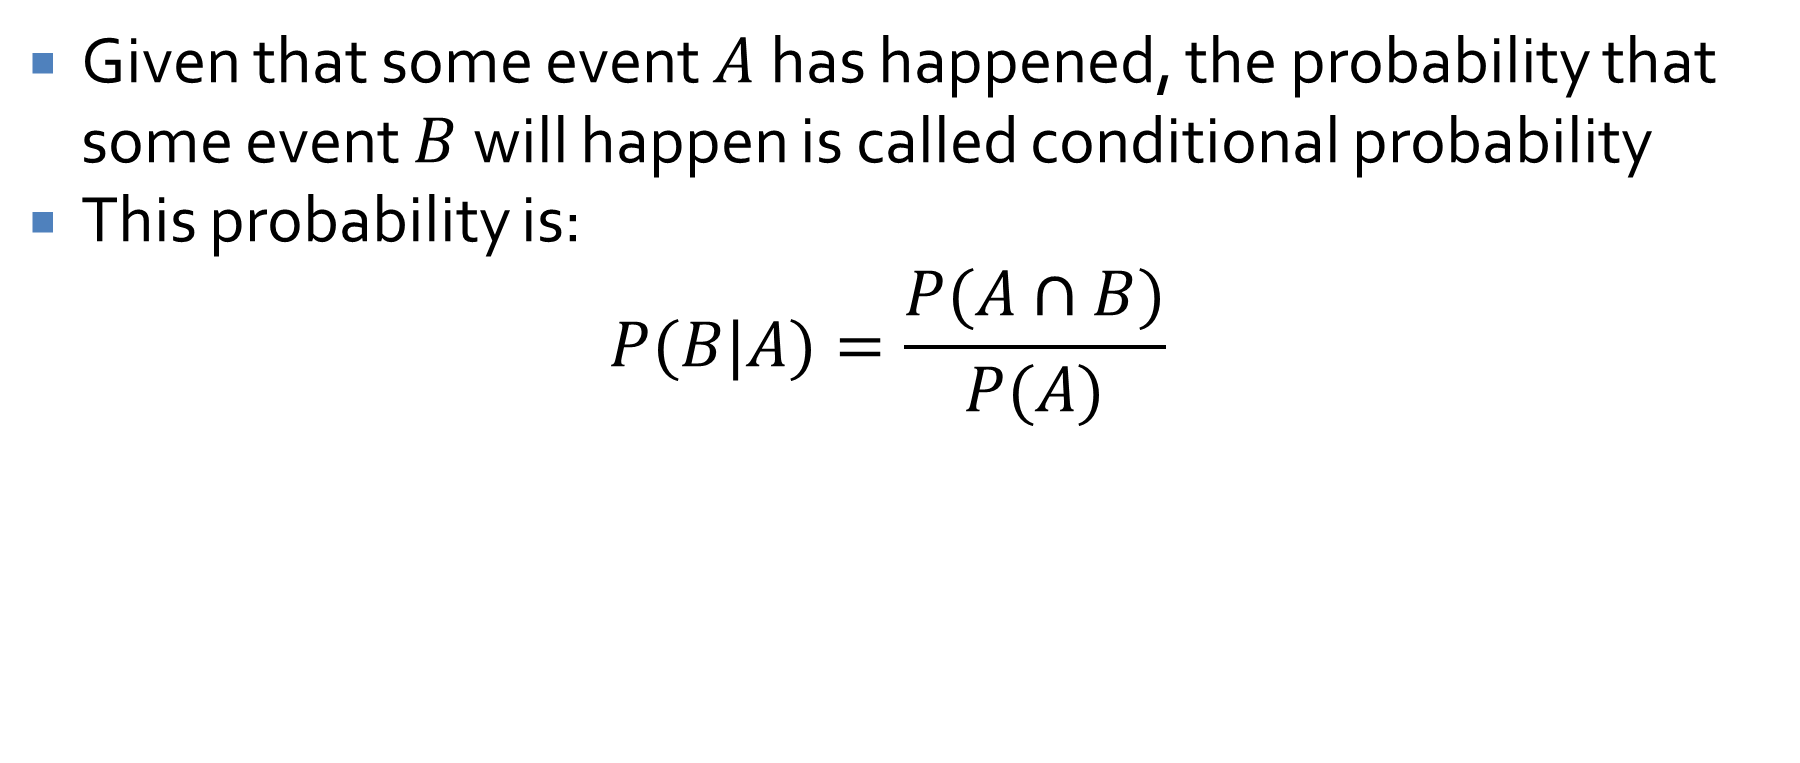 ▪ Given that some event A has happened, the probability that
some event B will happen is called conditional probability
▪ This probability is:
P(B|A) = P(A ∩ B) / P(A)